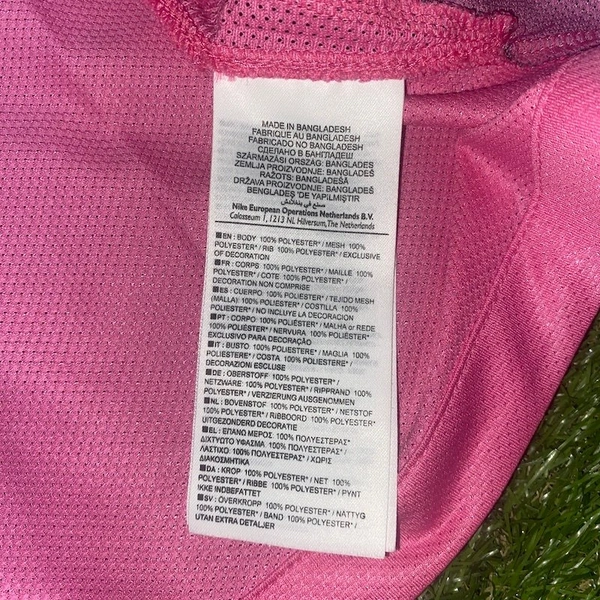 MADE IN BANGLADESH
FABRIQUE AU BANGLADESH
FABRICADO NO BANGLADESH
СДЕЛАНО В БАНГЛАДЕШ
SZÁRMAZÁSI ORSZÁG: BANGLADES
ZEMLJA PROIZVODNJE: BANGLADEŠ
RAŽOTS: BANGLADEŠĀ
DRŽAVA PROIZVODNJE: BANGLADEŠ
BENGLADEŞ 'DE YAPILMIŞTIR
صنع في بنغلاديش
Nike European Operations Netherlands B.V.
Colosseum 1, 1213 NL Hilversum, The Netherlands
EN: BODY 100% POLYESTER* / MESH 100%
POLYESTER* / RIB 100% POLYESTER* / EXCLUSIVE
OF DECORATION
FR: CORPS 100% POLYESTER* / MAILLE 100%
POLYESTER* / COTE 100% POLYESTER* /
DECORATION NON COMPRISE
ES: CUERPO 100% POLIESTER* / TEJIDO MESH
(MALLA) 100% POLIESTER* / COSTILLA 100%
POLIESTER* / NO INCLUYE LA DECORACION
PT: CORPO 100% POLIÉSTER* / MALHA or REDE
100% POLIÉSTER* / NERVURA 100% POLIÉSTER*
EXCLUSIVO PARA DECORAÇÃO
IT: BUSTO 100% POLIESTERE* / MAGLIA 100%
POLIESTERE* / COSTA 100% POLIESTERE* /
DECORAZIONI ESCLUSE
DE: OBERSTOFF 100% POLYESTER* /
NETZWARE 100% POLYESTER* / RIPPRAND 100%
POLYESTER* / VERZIERUNG AUSGENOMMEN
NL: BOVENSTOF 100% POLYESTER* / NETSTOF
100% POLYESTER* / RIBBOORD 100% POLYESTER*
UITGEZONDERD DECORATIE
EL: ΕΠΑΝΩ ΜΕΡΟΣ 100% ΠΟΛΥΕΣΤΕΡΑΣ* /
ΔΙΧΤΥΩΤΟ ΥΦΑΣΜΑ 100% ΠΟΛΥΕΣΤΕΡΑΣ* /
ΛΑΣΤΙΧΟ 100% ΠΟΛΥΕΣΤΕΡΑΣ* / ΧΩΡΙΣ
ΔΙΑΚΟΣΜΗΤΙΚΑ
DA: KROP 100% POLYESTER* / NET 100%
POLYESTER* / RIBBE 100% POLYESTER* / PYNT
IKKE INDBEFATTET
SV: ÖVERKROPP 100% POLYESTER* / NÄTTYG
100% POLYESTER* / BAND 100% POLYESTER* /
UTAN EXTRA DETALJER